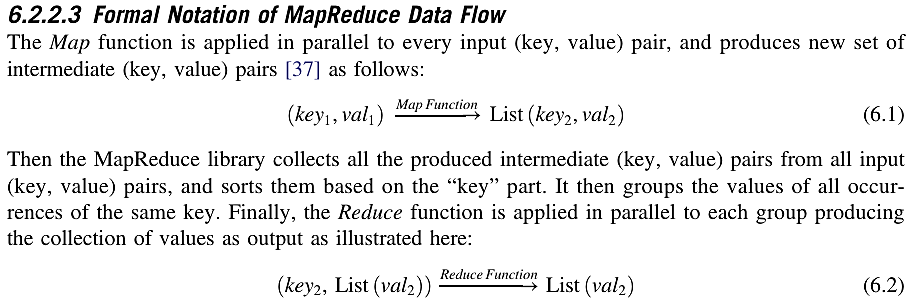 6.2.2.3 Formal Notation of MapReduce Data Flow
The Map function is applied in parallel to every input (key, value) pair, and produces new set of
intermediate (key, value) pairs [37] as follows:
(key₁, val₁) —Map Function→ List (key₂, val₂) (6.1)
Then the MapReduce library collects all the produced intermediate (key, value) pairs from all input
(key, value) pairs, and sorts them based on the “key” part. It then groups the values of all occur-
rences of the same key. Finally, the Reduce function is applied in parallel to each group producing
the collection of values as output as illustrated here:
(key₂, List (val₂)) —Reduce Function→ List (val₂) (6.2)